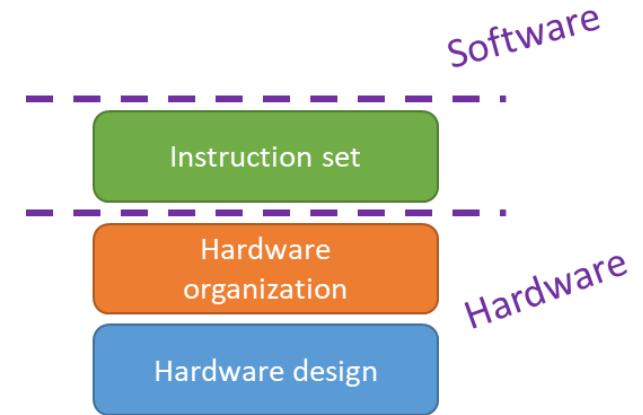 Software
Instruction set
Hardware
organization
Hardware
Hardware design